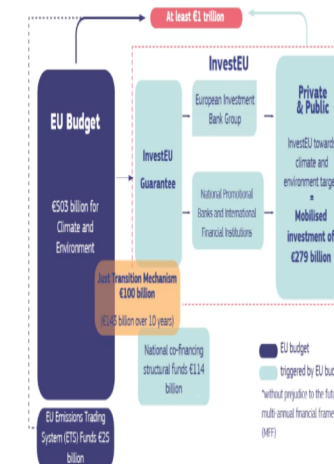 At least €1 trillion
InvestEU
EU Budget
€503 billion for
Climate and
Environment
InvestEU
Guarantee
European Investment
Bank Group
National Promotional
Banks and International
Financial Institutions
Private
& Public
InvestEU toward
climate and
environment targe
=
Mobilised
investment of
€279 billion
Just Transition Mechanism
€100 billion
(€143 billion over 10 years)
National co-financing
structural funds €114
billion
EU Emissions Trading
System (ETS) Funds €25
billion
EU budget
triggered by EU bud
*without prejudice to the futu
multi-annual financial frame
(MFF)